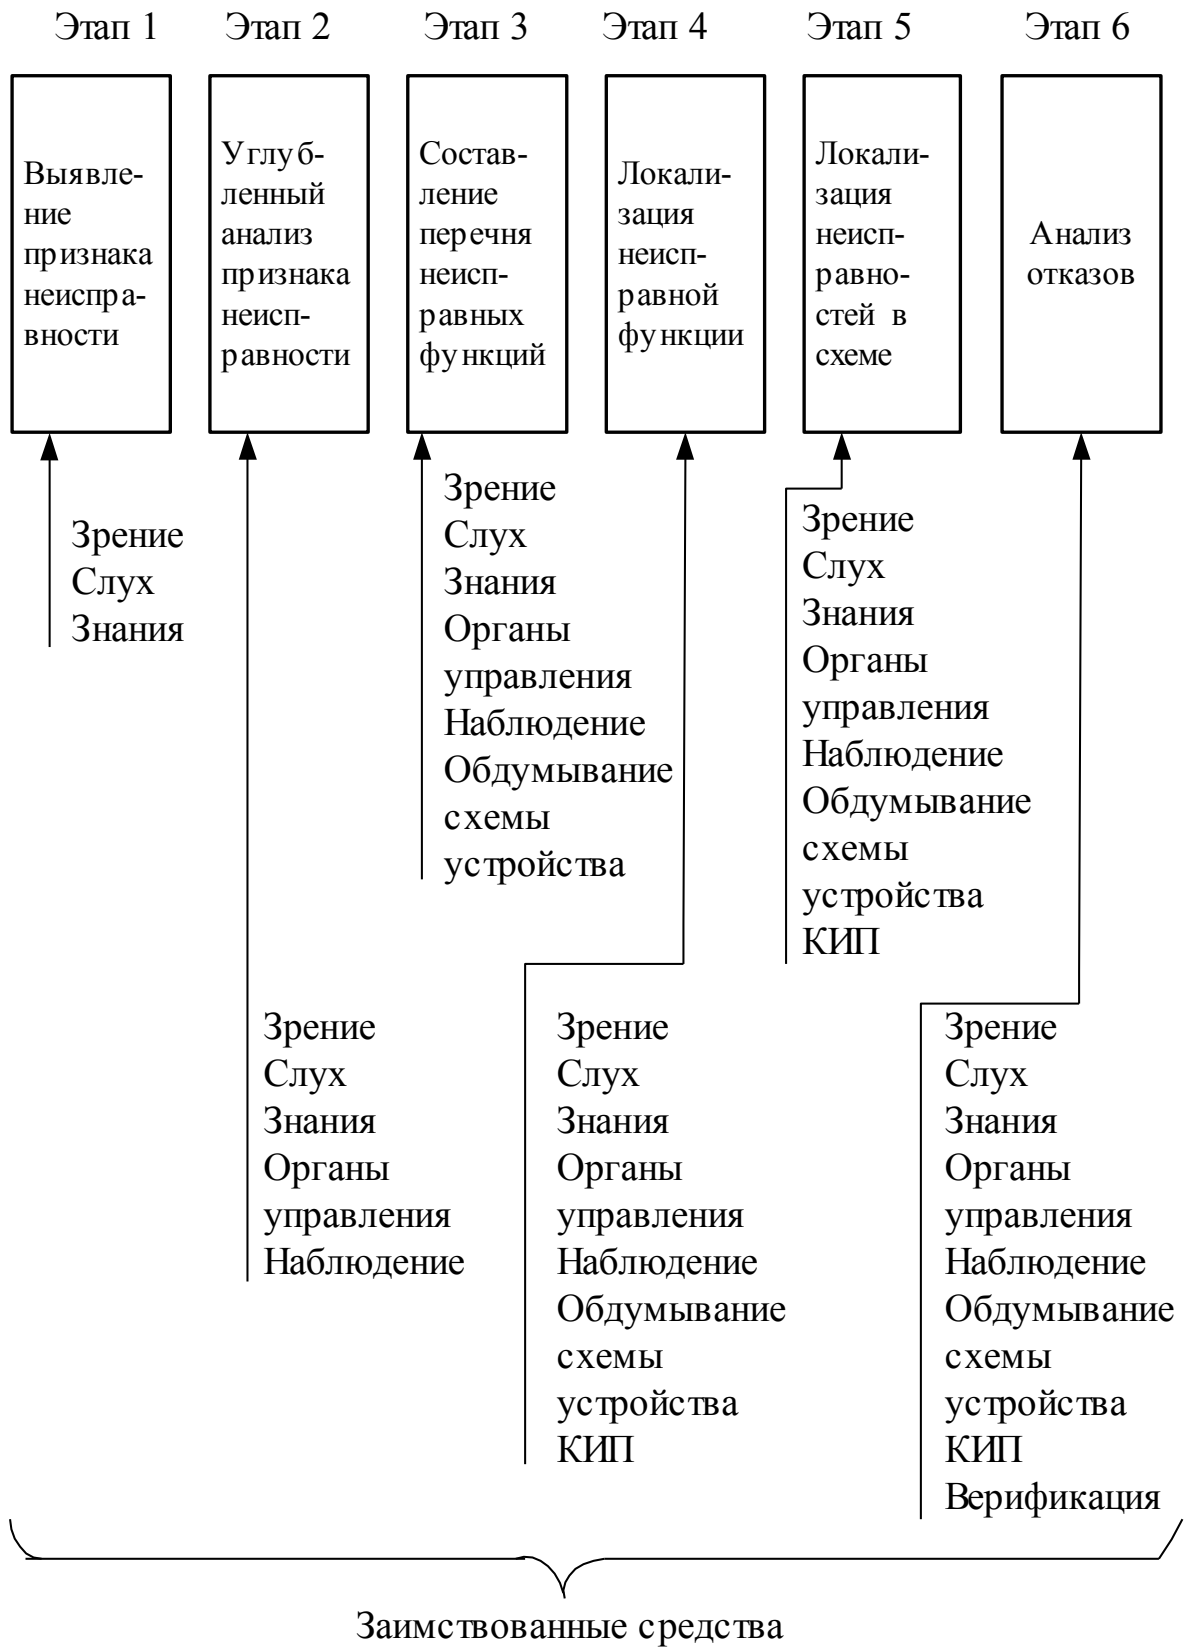 Этап 1
Этап 2
Этап 3
Этап 4
Этап 5
Этап 6
Выявле-
ние
признака
неиспра-
вности
Углуб-
ленный
анализ
признака
неисп-
равности
Состав-
ление
перечня
неисп-
равных
функций
Локали-
зация
неисп-
равной
функции
Локали-
зация
неисп-
равно-
стей в
схеме
Анализ
отказов
Зрение
Слух
Знания
Зрение
Слух
Знания
Органы
управления
Наблюдение
Зрение
Слух
Знания
Органы
управления
Наблюдение
Обдумывание
схемы
устройства
Зрение
Слух
Знания
Органы
управления
Наблюдение
Обдумывание
схемы
устройства
КИП
Зрение
Слух
Знания
Органы
управления
Наблюдение
Обдумывание
схемы
устройства
КИП
Зрение
Слух
Знания
Органы
управления
Наблюдение
Обдумывание
схемы
устройства
КИП
Верификация
Заимствованные средства